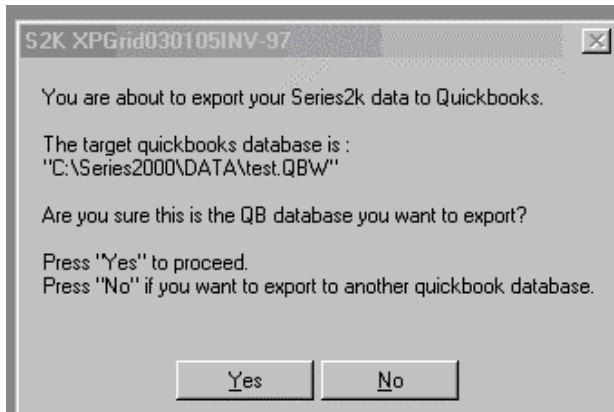 S2K XPGrid030105INV-97
You are about to export your Series2k data to Quickbooks.
The target quickbooks database is :
"C:\Series2000\DATA\test.QBW"
Are you sure this is the QB database you want to export?
Press "Yes" to proceed.
Press "No" if you want to export to another quickbook database.
Yes
No